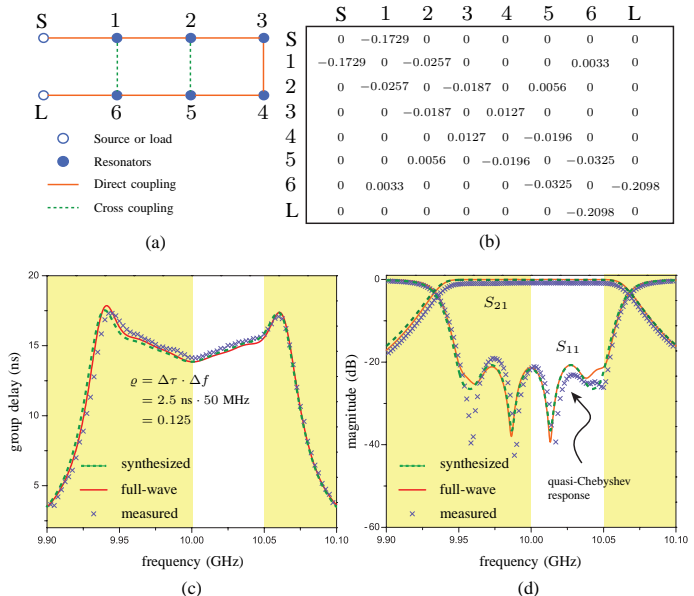 S 1 2 3
L 6 5 4
Source or load
Resonators
Direct coupling
Cross coupling
(a)
S 1 2 3 4 5 6 L
S 0 −0.1729 0 0 0 0 0 0
1 −0.1729 0 −0.0257 0 0 0 0.0033 0
2 0 −0.0257 0 −0.0187 0 0.0056 0 0
3 0 0 −0.0187 0 0.0127 0 0 0
4 0 0 0 0.0127 0 −0.0196 0 0
5 0 0 0.0056 0 −0.0196 0 −0.0325 0
6 0 0.0033 0 0 0 −0.0325 0 −0.2098
L 0 0 0 0 0 0 −0.2098 0
(b)
20
15
10
5
group delay (ns)
ϱ = Δτ · Δf
= 2.5 ns · 50 MHz
= 0.125
synthesized
full-wave
measured
9.90 9.95 10.00 10.05 10.10
frequency (GHz)
(c)
0
-20
-40
-60
magnitude (dB)
S21
S11
quasi-Chebyshev
response
synthesized
full-wave
measured
9.90 9.95 10.00 10.05 10.10
frequency (GHz)
(d)